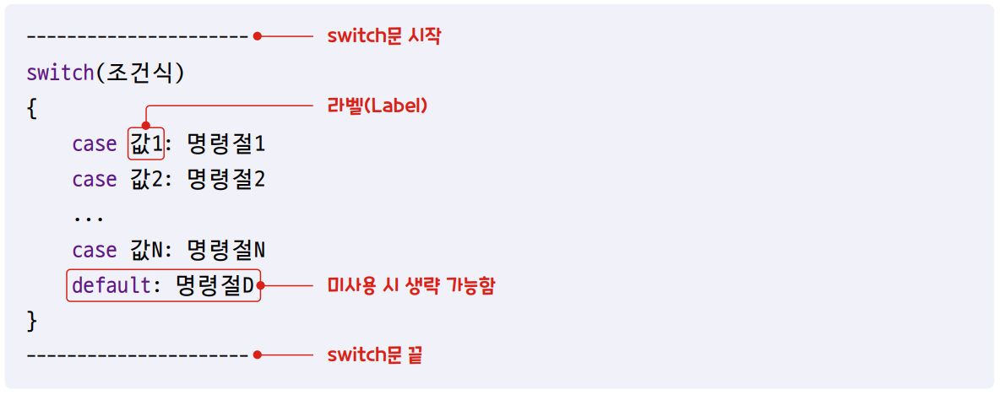 ---------------------- switch문 시작
switch(조건식)
{ 라벨(Label)
case 값1: 명령절1
case 값2: 명령절2
...
case 값N: 명령절N
default: 명령절D 미사용 시 생략 가능함
}
---------------------- switch문 끝